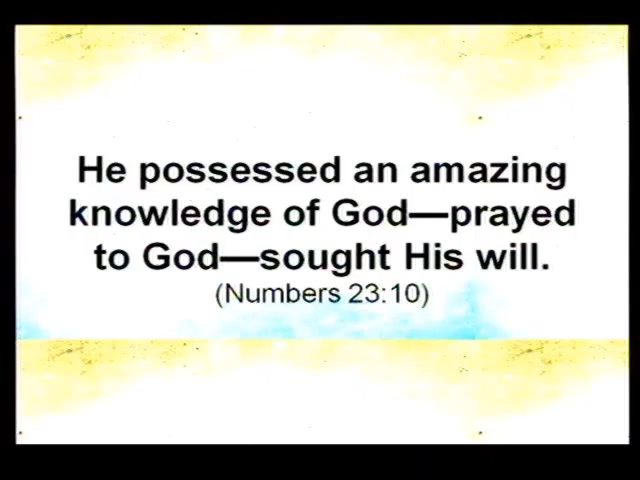 He possessed an amazing
knowledge of God—prayed
to God—sought His will.
(Numbers 23:10)